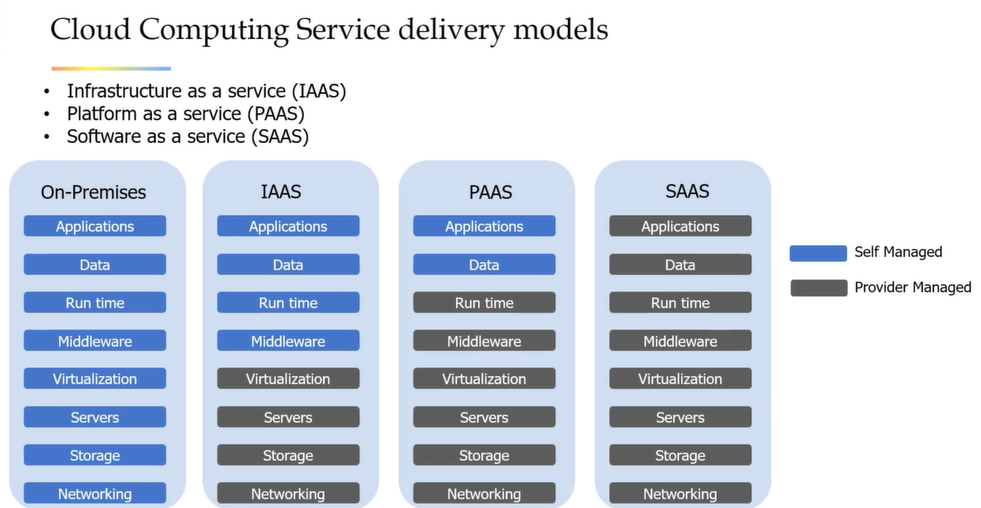 Cloud Computing Service delivery models
• Infrastructure as a service (IAAS)
• Platform as a service (PAAS)
• Software as a service (SAAS)
On-Premises
Applications
Data
Run time
Middleware
Virtualization
Servers
Storage
Networking
IAAS
Applications
Data
Run time
Middleware
Virtualization
Servers
Storage
Networking
PAAS
Applications
Data
Run time
Middleware
Virtualization
Servers
Storage
Networking
SAAS
Applications
Data
Run time
Middleware
Virtualization
Servers
Storage
Networking
Self Managed
Provider Managed